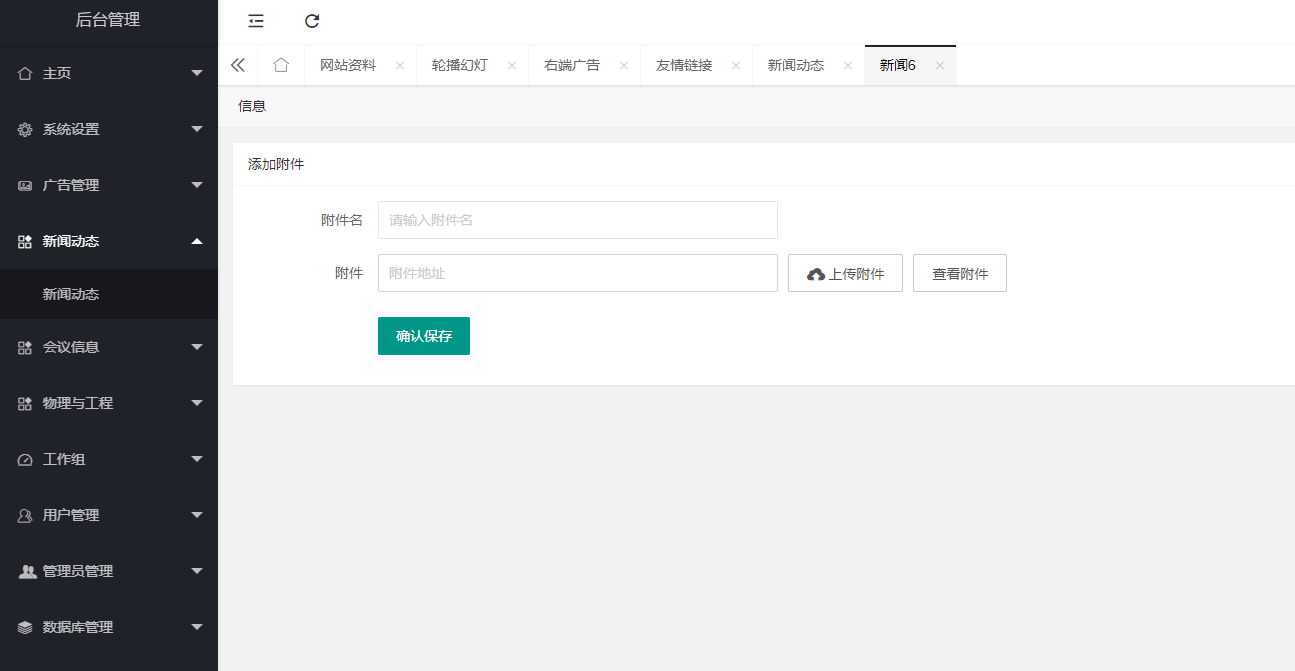 后台管理
主页
系统设置
广告管理
新闻动态
新闻动态
会议信息
物理与工程
工作组
用户管理
管理员管理
数据库管理
网站资料 轮播幻灯 右端广告 友情链接 新闻动态 新闻6
信息
添加附件
附件名 请输入附件名
附件 附件地址 上传附件 查看附件
确认保存